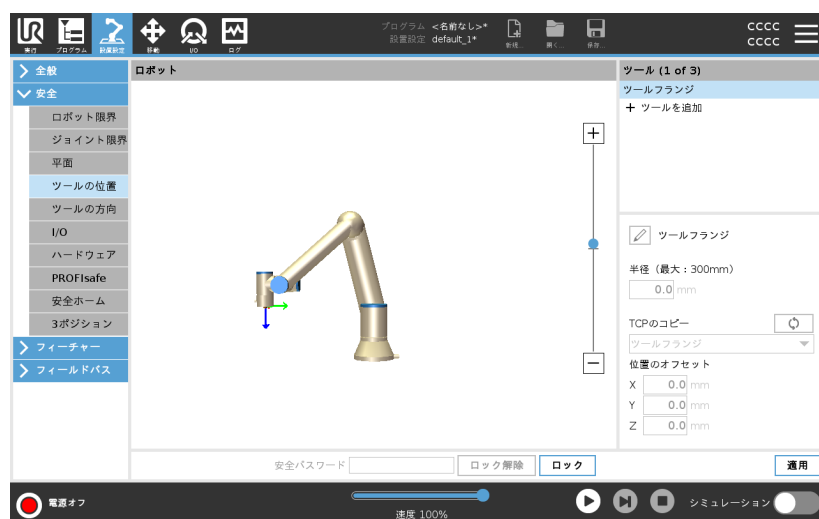 プログラム <名前なし>*
設置設定 default_1*
実行 プログラム 設置設定 移動 I/O ログ
新規... 開く... 保存...
CCCC
CCCC
全般
安全
ロボット限界
ジョイント限界
平面
ツールの位置
ツールの方向
I/O
ハードウェア
PROFIsafe
安全ホーム
3ポジション
フィーチャー
フィールドバス
ロボット
ツール (1 of 3)
ツールフランジ
ツールを追加
ツールフランジ
半径 (最大：300mm)
0.0 mm
TCPのコピー
ツールフランジ
位置のオフセット
X 0.0 mm
Y 0.0 mm
Z 0.0 mm
安全パスワード ロック解除 ロック 適用
電源オフ
速度 100%
シミュレーション